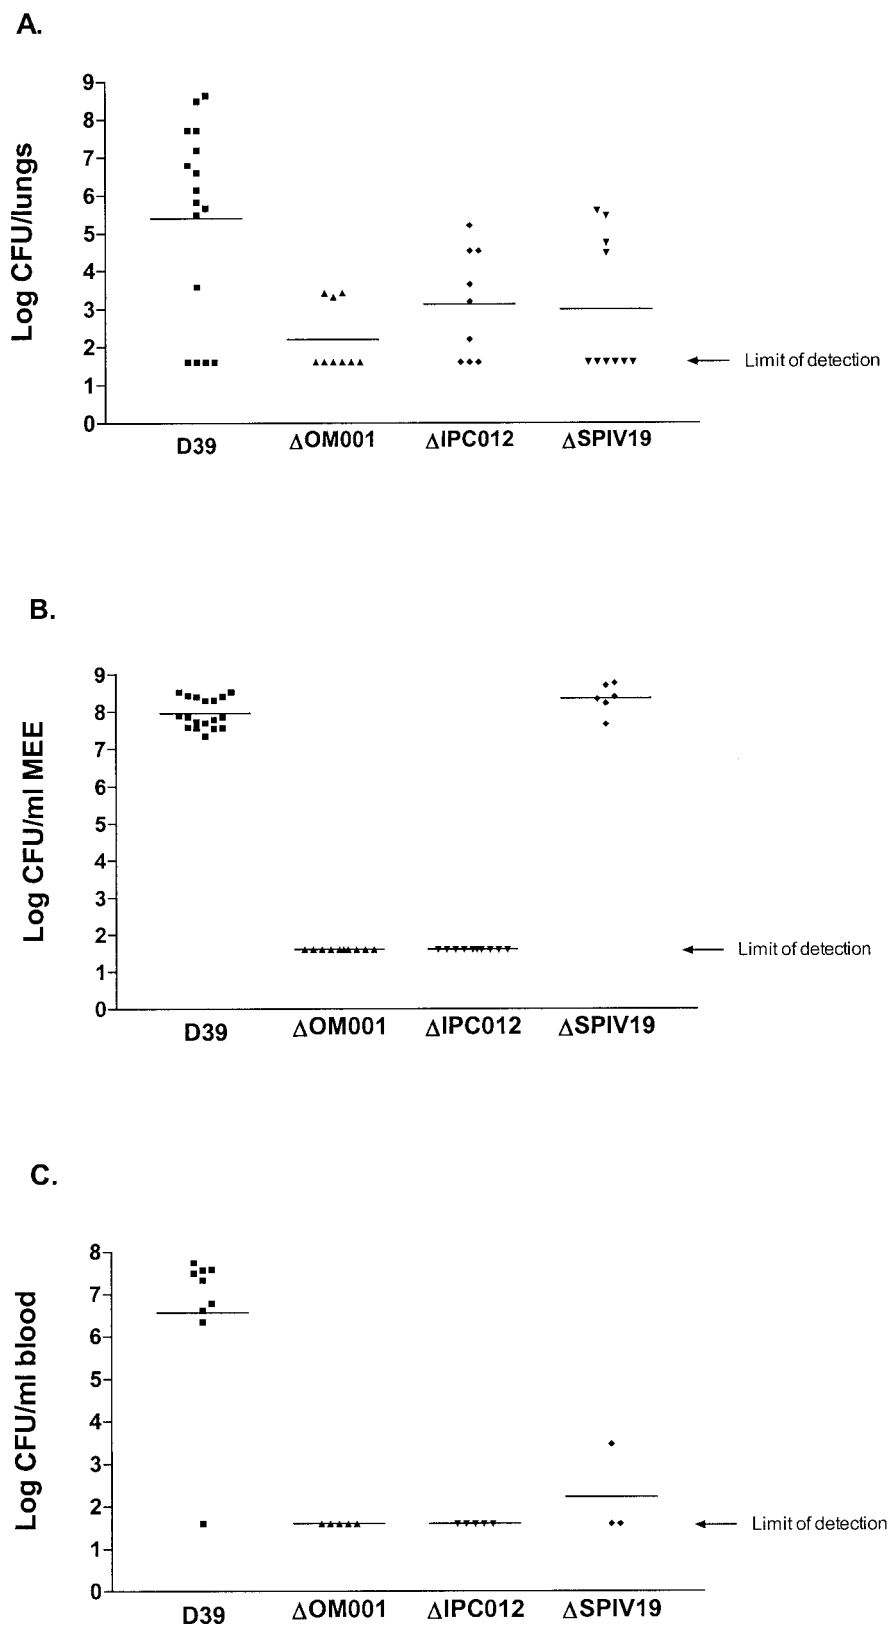 A.
Log CFU/lungs
9
8
7
6
5
4
3
2
1
0
Limit of detection
D39 ΔOM001 ΔIPC012 ΔSPIV19
B.
Log CFU/ml MEE
9
8
7
6
5
4
3
2
1
0
Limit of detection
D39 ΔOM001 ΔIPC012 ΔSPIV19
C.
Log CFU/ml blood
8
7
6
5
4
3
2
1
0
Limit of detection
D39 ΔOM001 ΔIPC012 ΔSPIV19